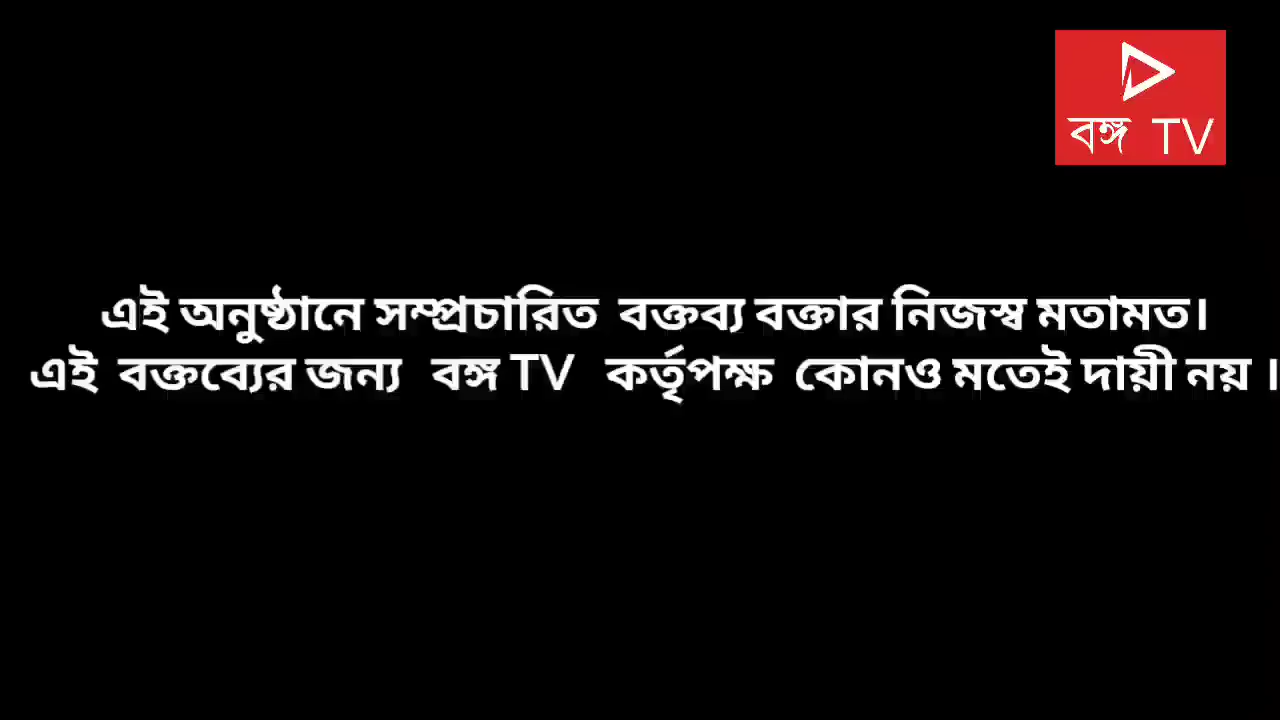 বঙ্গ TV
এই অনুষ্ঠানে সম্প্রচারিত বক্তব্য বক্তার নিজস্ব মতামত।
এই বক্তব্যের জন্য বঙ্গ TV কর্তৃপক্ষ কোনও মতেই দায়ী নয় ।